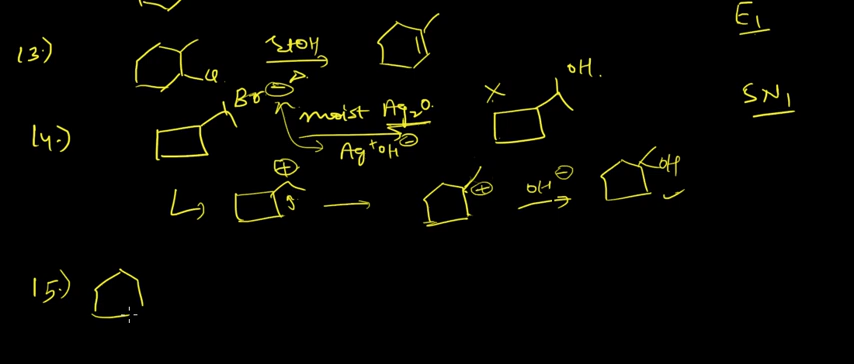 E1
13.)
EtOH
Δ
Cl
14.)
Br
moist Ag2O
Ag+OH⊖
X
OH.
SN1
⊕
⊕
OH⊖
OH
✓
15.)